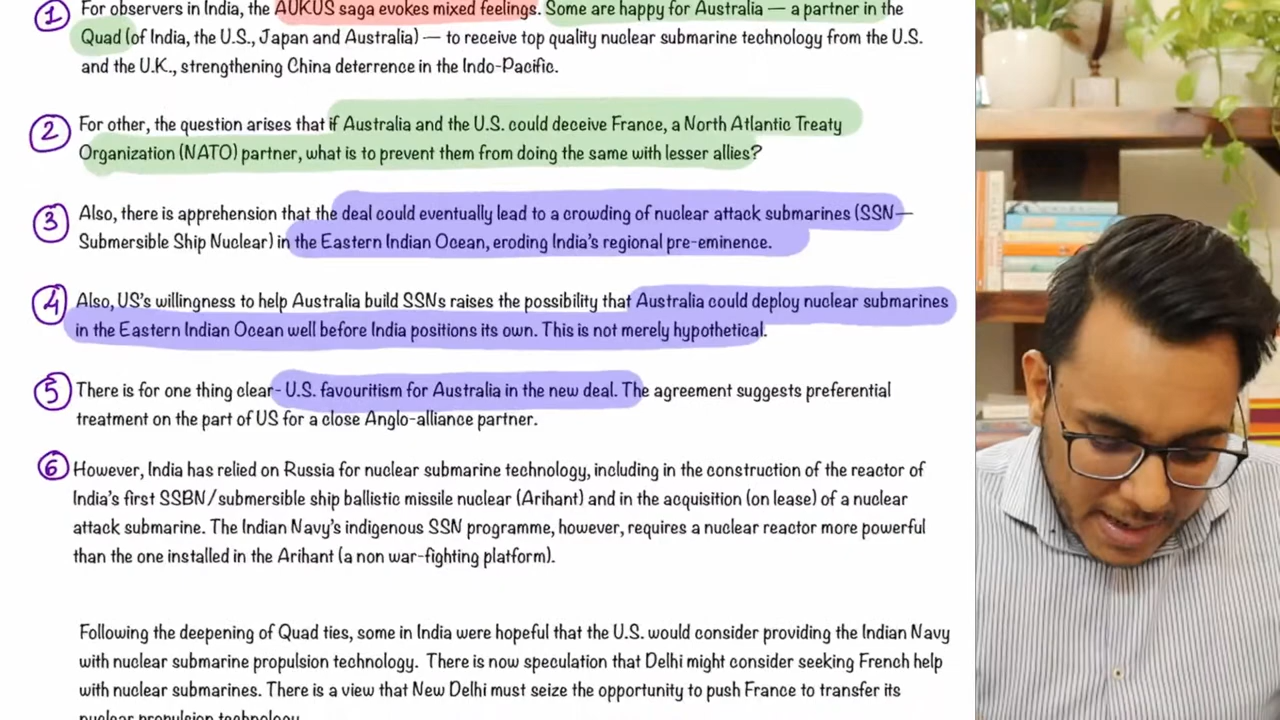 1 For observers in India, the AUKUS saga evokes mixed feelings. Some are happy for Australia — a partner in the
Quad (of India, the U.S., Japan and Australia) — to receive top quality nuclear submarine technology from the U.S.
and the U.K., strengthening China deterrence in the Indo-Pacific.
2 For other, the question arises that if Australia and the U.S. could deceive France, a North Atlantic Treaty
Organization (NATO) partner, what is to prevent them from doing the same with lesser allies?
3 Also, there is apprehension that the deal could eventually lead to a crowding of nuclear attack submarines (SSN—
Submersible Ship Nuclear) in the Eastern Indian Ocean, eroding India's regional pre-eminence.
4 Also, US's willingness to help Australia build SSNs raises the possibility that Australia could deploy nuclear submarines
in the Eastern Indian Ocean well before India positions its own. This is not merely hypothetical.
5 There is for one thing clear- U.S. favouritism for Australia in the new deal. The agreement suggests preferential
treatment on the part of US for a close Anglo-alliance partner.
6 However, India has relied on Russia for nuclear submarine technology, including in the construction of the reactor of
India's first SSBN/submersible ship ballistic missile nuclear (Arihant) and in the acquisition (on lease) of a nuclear
attack submarine. The Indian Navy's indigenous SSN programme, however, requires a nuclear reactor more powerful
than the one installed in the Arihant (a non war-fighting platform).
Following the deepening of Quad ties, some in India were hopeful that the U.S. would consider providing the Indian Navy
with nuclear submarine propulsion technology. There is now speculation that Delhi might consider seeking French help
with nuclear submarines. There is a view that New Delhi must seize the opportunity to push France to transfer its
nuclear propulsion technology.